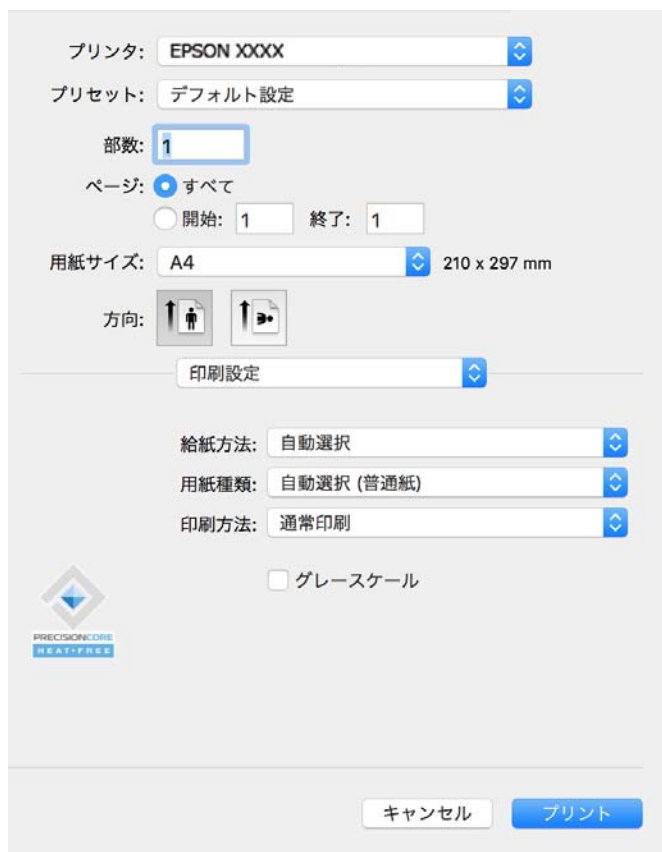 プリンタ: EPSON XXXX
プリセット: デフォルト設定
部数: 1
ページ: すべて
開始: 1 終了: 1
用紙サイズ: A4 210 x 297 mm
方向:
印刷設定
給紙方法: 自動選択
用紙種類: 自動選択 (普通紙)
印刷方法: 通常印刷
グレースケール
PRECISIONCORE
HEAT-FREE
キャンセル プリント